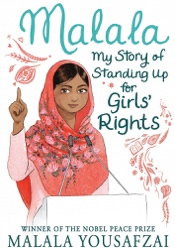 Malala
My Story of
Standing Up
for
Girls'
Rights
WINNER OF THE NOBEL PEACE PRIZE
MALALA YOUSAFZAI